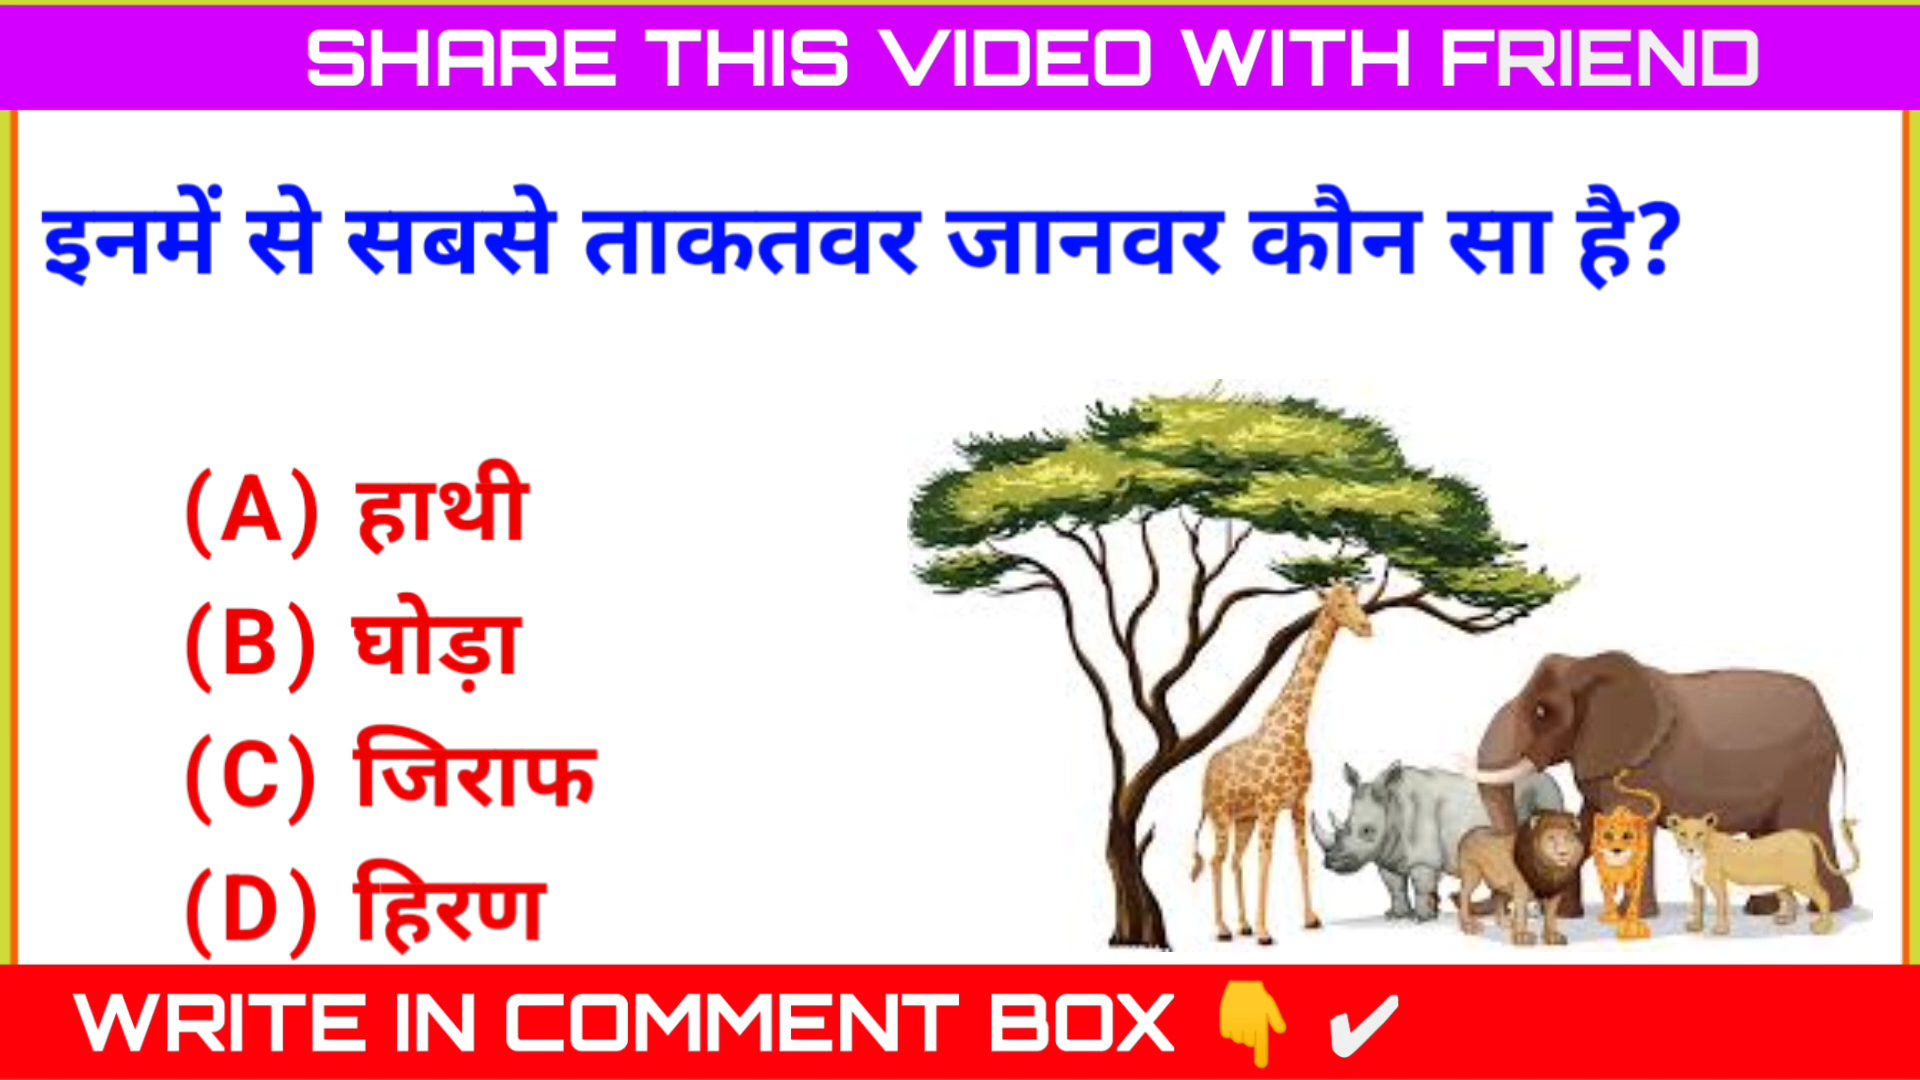 SHARE THIS VIDEO WITH FRIEND
इनमें से सबसे ताकतवर जानवर कौन सा है?
(A) हाथी
(B) घोड़ा
(C) जिराफ
(D) हिरण
WRITE IN COMMENT BOX 👇 ✔